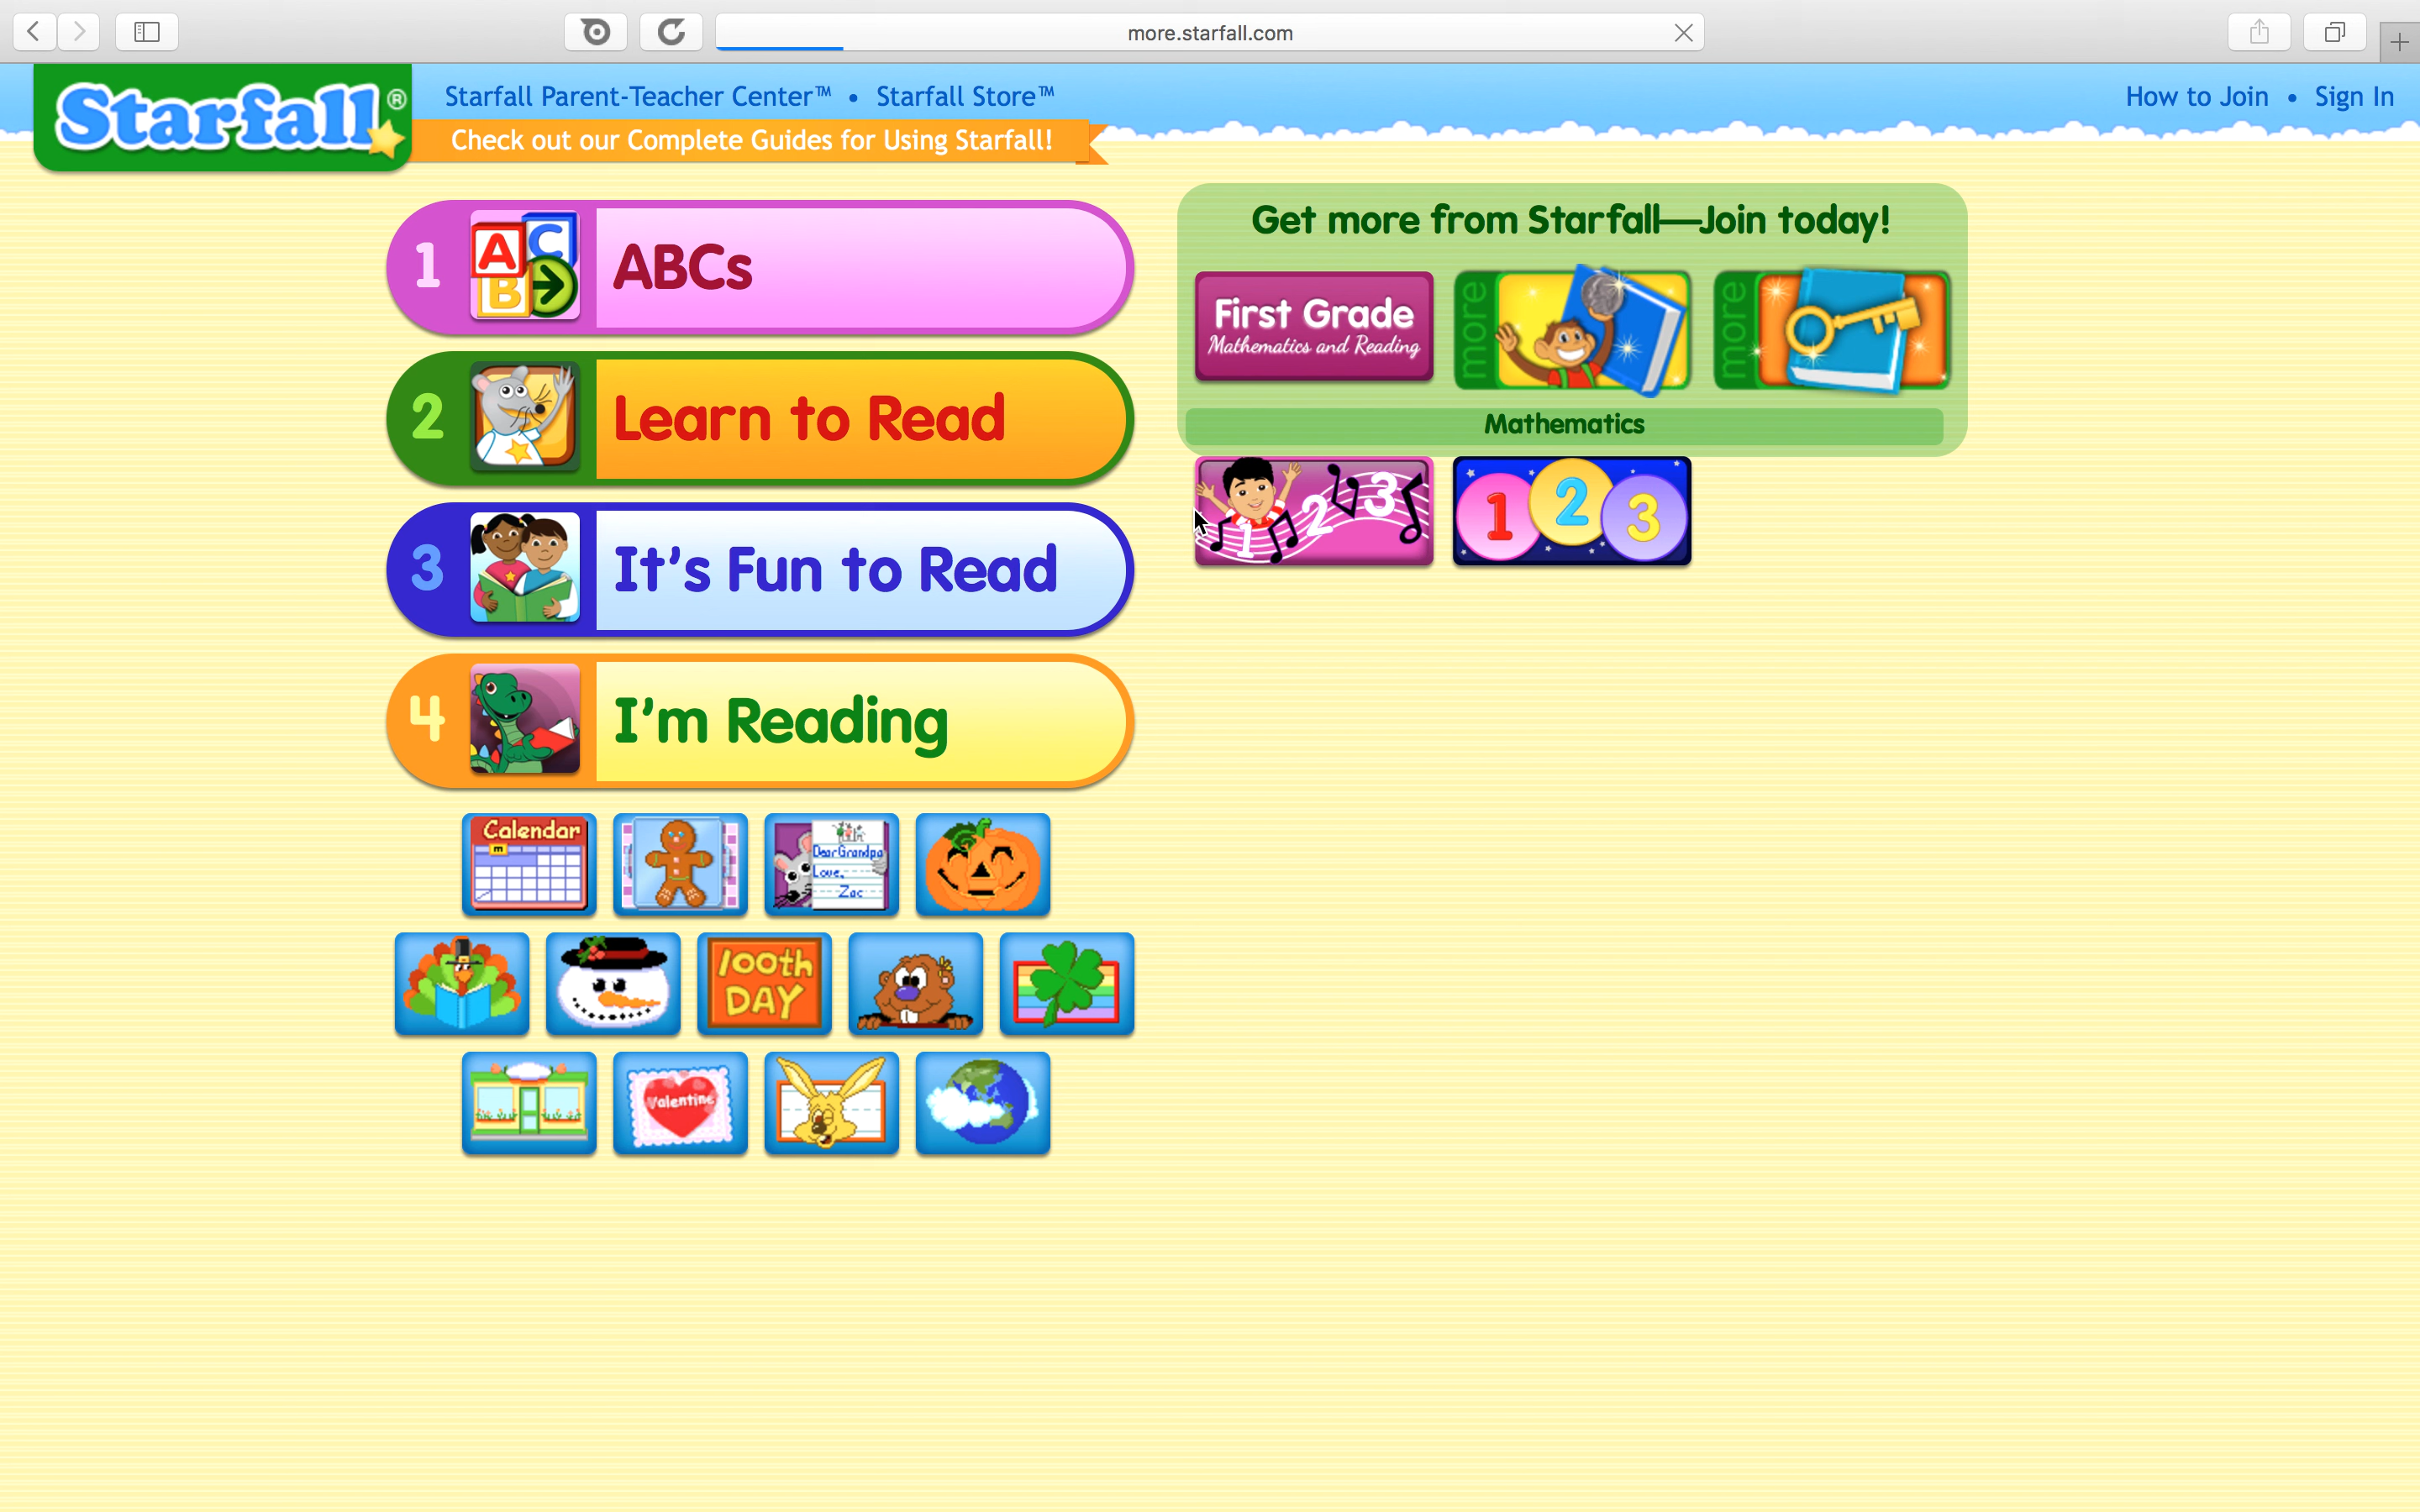 more.starfall.com
Starfall®
Starfall Parent-Teacher Center™ • Starfall Store™
How to Join • Sign In
Check out our Complete Guides for Using Starfall!
1 A C B ABCs
2 Learn to Read
3 It's Fun to Read
4 I'm Reading
Get more from Starfall—Join today!
First Grade
Mathematics and Reading
more
more
Mathematics
1 2 3
1 2 3
Calendar
m
Dear Grandpa
Love,
Zac
100th
DAY
Valentine